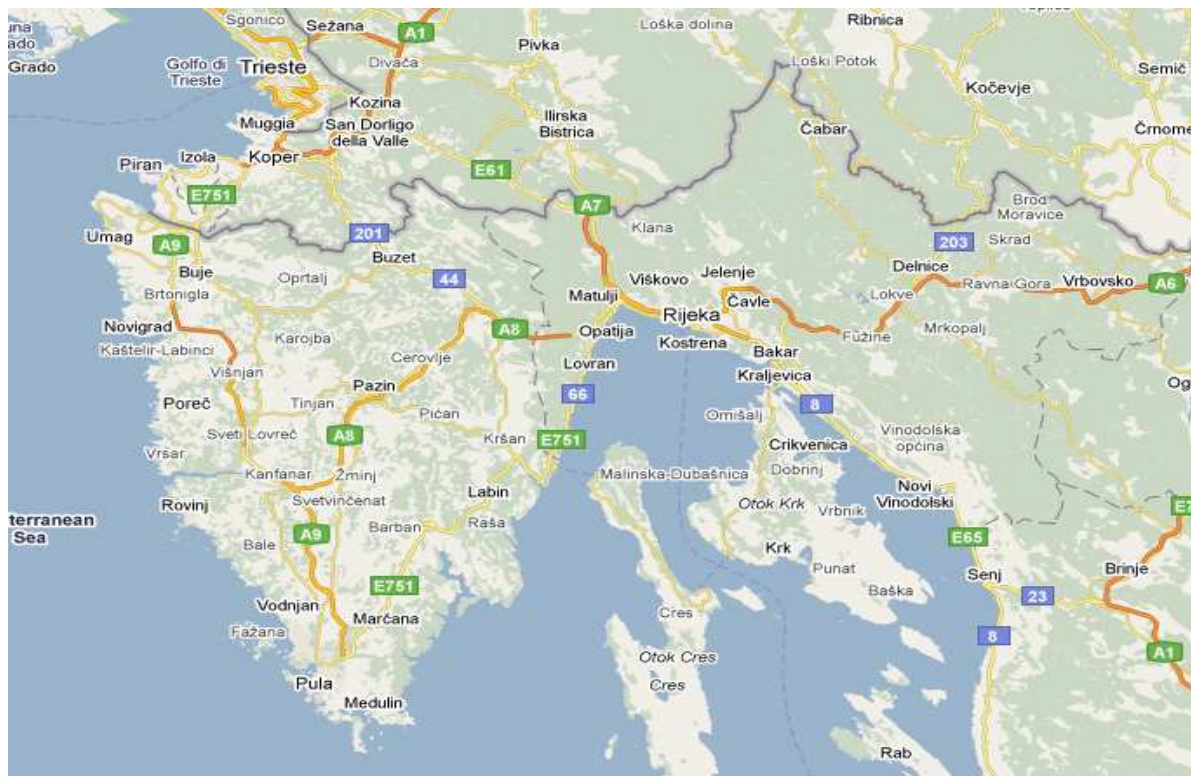 Sgonico
Sežana
A1
Loška dolina
Ribnica
Grado
Golfo di
Trieste
Trieste
Divača
Pivka
Loški Potok
Semič
Kočevje
Kozina
Muggia
San Dorligo
della Valle
Ilirska
Bistrica
Čabar
Črnome
Piran
Izola
Koper
E61
E751
A7
Brod
Moravice
Umag
A9
201
Klana
203
Skrad
Buje
Buzet
Oprtalj
44
Viškovo
Jelenje
Delnice
Ravna Gora
Vrbovsko
A6
Brtonigla
Matulji
Čavle
Lokve
Novigrad
Rijeka
Karojba
A8
Opatija
Mrkopalj
Fužine
Kaštelir-Labinci
Kostrena
Bakar
Cerovlje
Lovran
Višnjan
Kraljevica
Pazin
Og
66
8
Poreč
Tinjan
Pićan
Omišalj
Sveti Lovreč
A8
Kršan
E751
Crikvenica
Vinodolska
općina
Vrsar
Kanfanar
Žminj
Malinska-Dubašnica
Dobrinj
Rovinj
Svetvinčenat
Labin
Otok Krk
Vrbnik
Novi
Vinodolski
terranean
Sea
Bale
A9
Barban
Raša
E65
E7
Krk
Punat
Senj
Brinje
E751
Baška
23
Vodnjan
Marčana
Cres
Fažana
8
A1
Otok Cres
Cres
Pula
Medulin
Rab